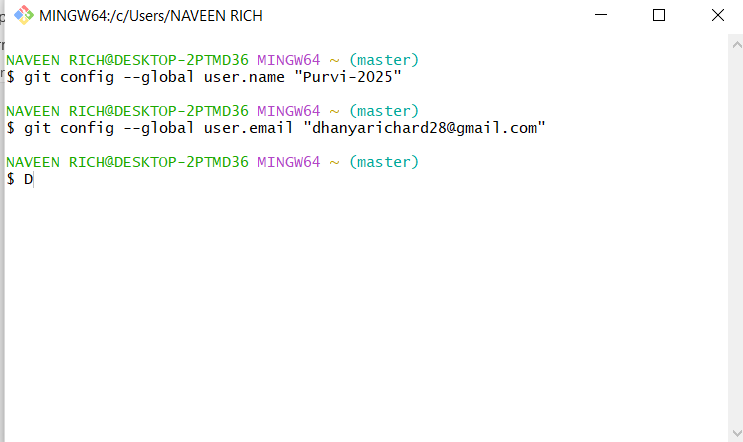 MINGW64:/c/Users/NAVEEN RICH
NAVEEN RICH@DESKTOP-2PTMD36 MINGW64 ~ (master)
$ git config --global user.name "Purvi-2025"
NAVEEN RICH@DESKTOP-2PTMD36 MINGW64 ~ (master)
$ git config --global user.email "dhanyarichard28@gmail.com"
NAVEEN RICH@DESKTOP-2PTMD36 MINGW64 ~ (master)
$ D